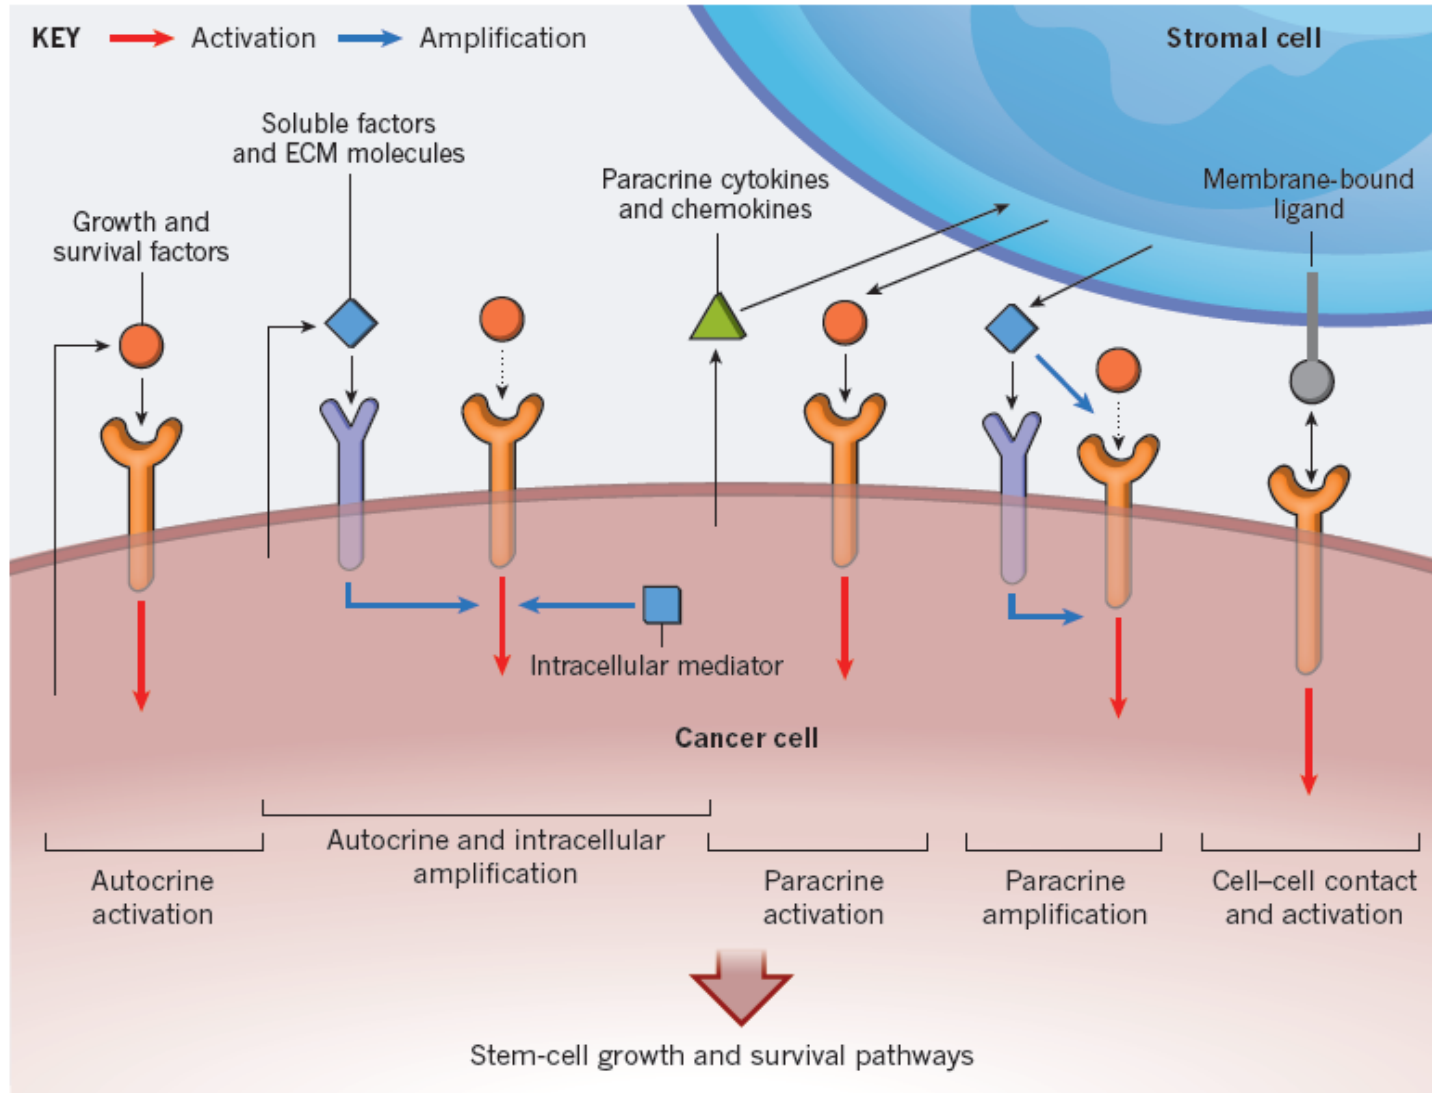 KEY Activation Amplification
Stromal cell
Soluble factors
and ECM molecules
Growth and
survival factors
Paracrine cytokines
and chemokines
Membrane-bound
ligand
Intracellular mediator
Cancer cell
Autocrine
activation
Autocrine and intracellular
amplification
Paracrine
activation
Paracrine
amplification
Cell–cell contact
and activation
Stem-cell growth and survival pathways